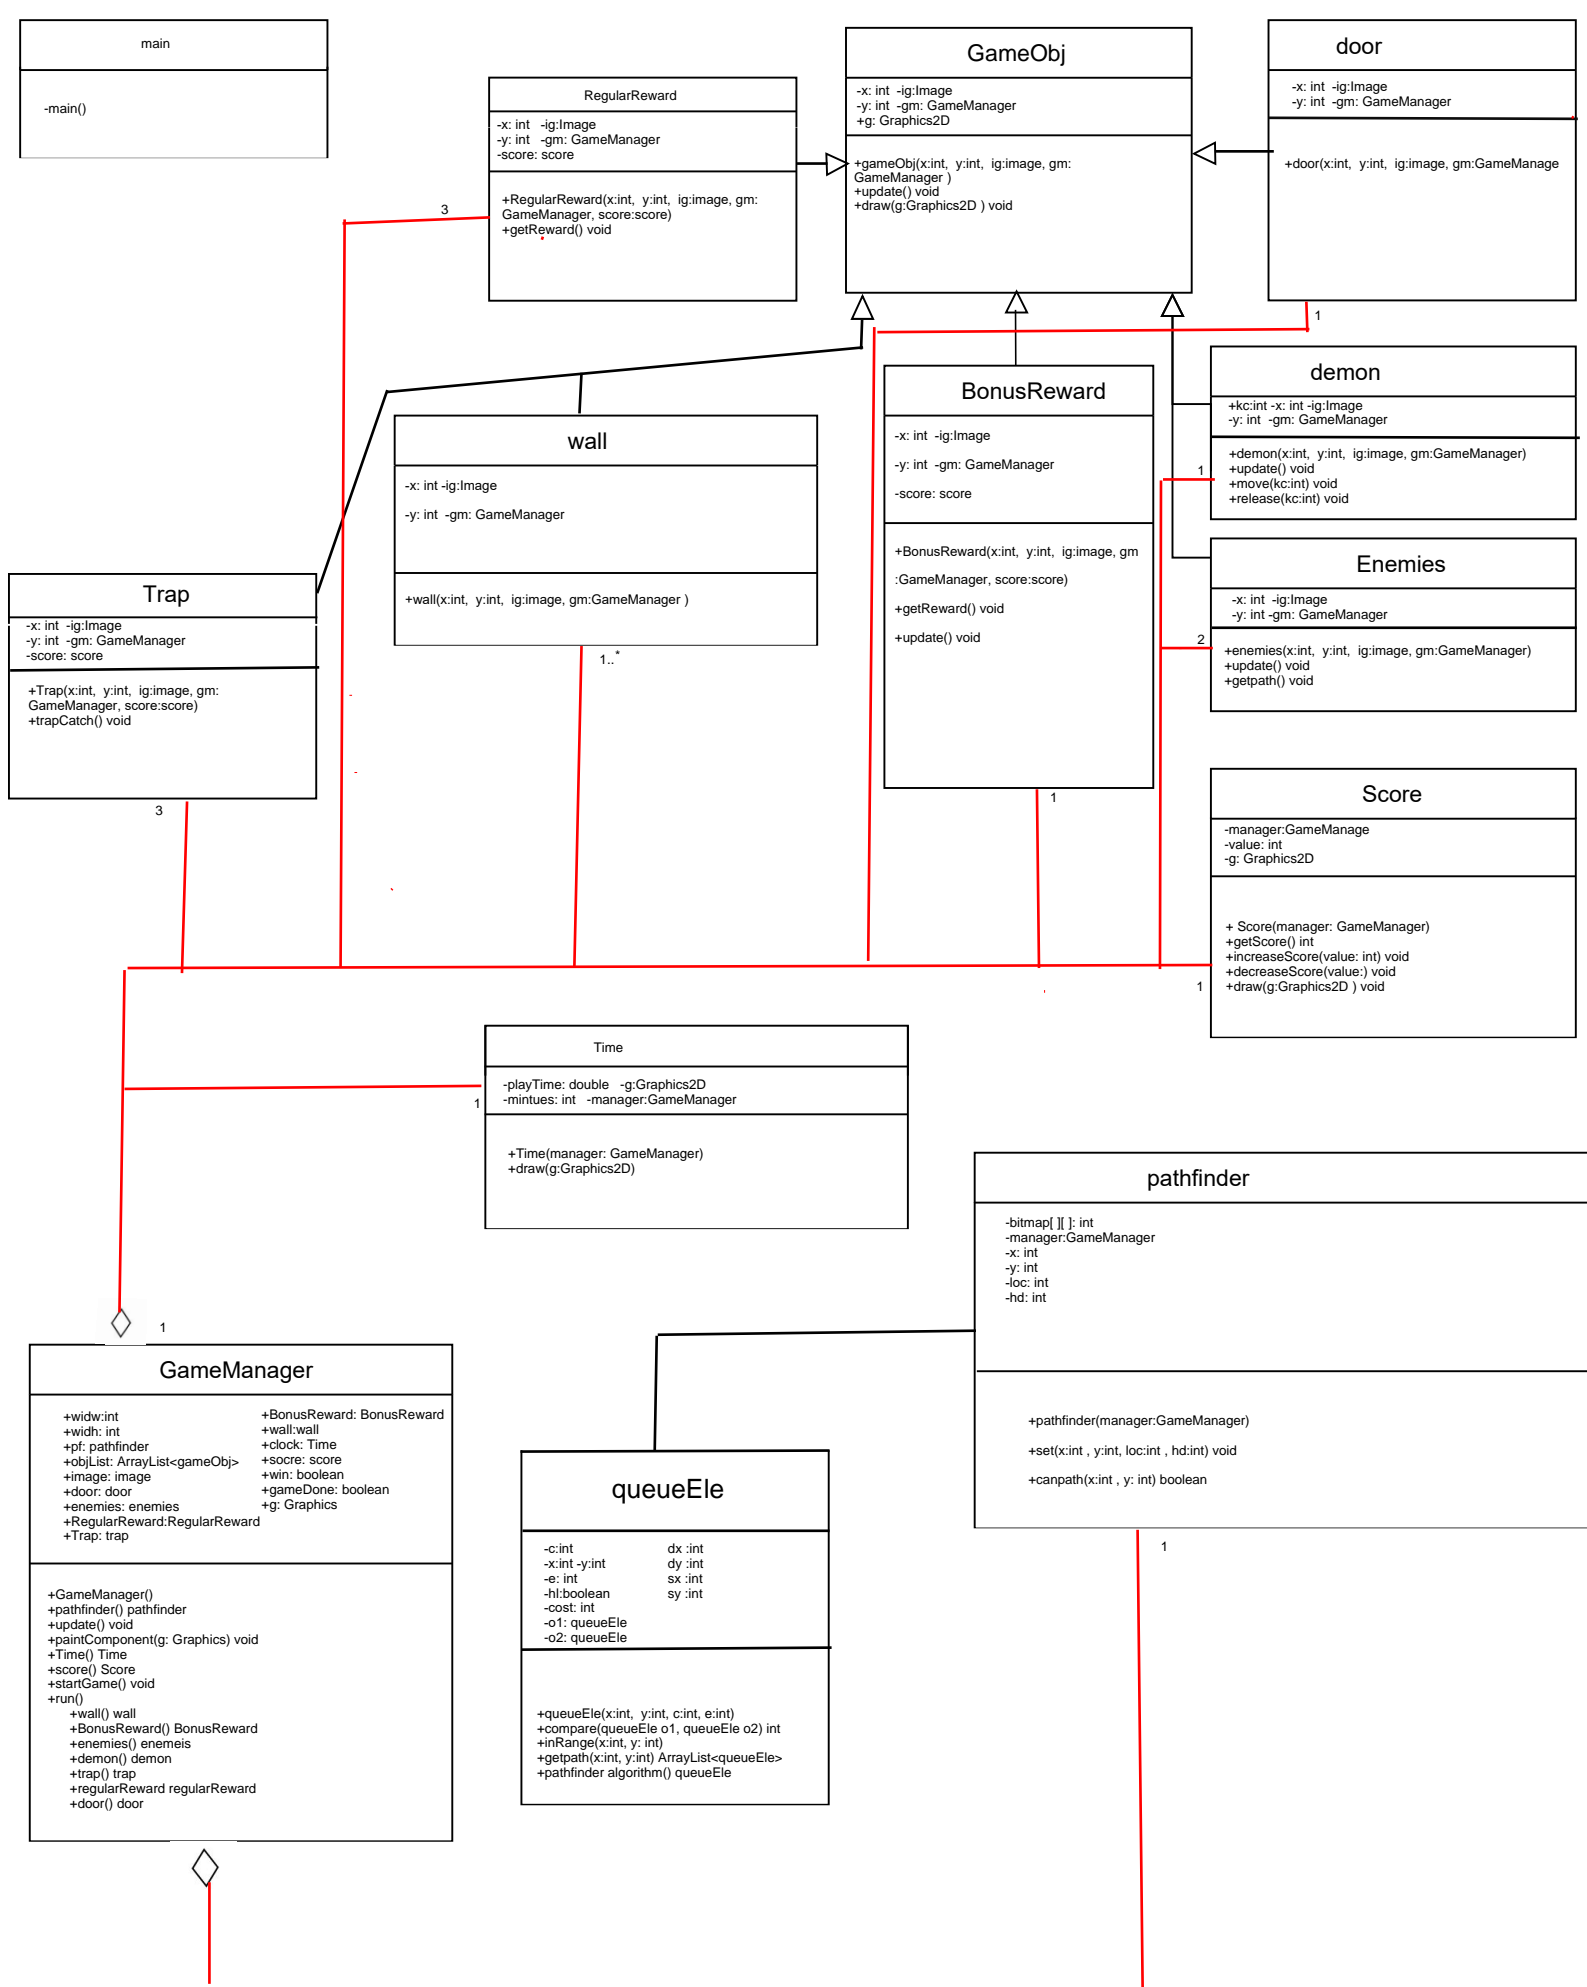 main
-main()
RegularReward
-x: int -ig:Image
-y: int -gm: GameManager
-score: score
+RegularReward(x:int, y:int, ig:image, gm:
GameManager, score:score)
+getReward() void
3
GameObj
-x: int -ig:Image
-y: int -gm: GameManager
+g: Graphics2D
+gameObj(x:int, y:int, ig:image, gm:
GameManager )
+update() void
+draw(g:Graphics2D ) void
door
-x: int -ig:Image
-y: int -gm: GameManager
+door(x:int, y:int, ig:image, gm:GameManage
1
wall
-x: int -ig:Image
-y: int -gm: GameManager
+wall(x:int, y:int, ig:image, gm:GameManager )
1..*
BonusReward
-x: int -ig:Image
-y: int -gm: GameManager
-score: score
+BonusReward(x:int, y:int, ig:image, gm
:GameManager, score:score)
+getReward() void
+update() void
1
demon
+kc:int -x: int -ig:Image
-y: int -gm: GameManager
+demon(x:int, y:int, ig:image, gm:GameManager)
+update() void
+move(kc:int) void
+release(kc:int) void
1
Enemies
-x: int -ig:Image
-y: int -gm: GameManager
+enemies(x:int, y:int, ig:image, gm:GameManager)
+update() void
+getpath() void
2
Trap
-x: int -ig:Image
-y: int -gm: GameManager
-score: score
+Trap(x:int, y:int, ig:image, gm:
GameManager, score:score)
+trapCatch() void
3
Score
-manager:GameManage
-value: int
-g: Graphics2D
+ Score(manager: GameManager)
+getScore() int
+increaseScore(value: int) void
+decreaseScore(value:) void
+draw(g:Graphics2D ) void
1
Time
-playTime: double -g:Graphics2D
-mintues: int -manager:GameManager
+Time(manager: GameManager)
+draw(g:Graphics2D)
1
pathfinder
-bitmap[ ][ ]: int
-manager:GameManager
-x: int
-y: int
-loc: int
-hd: int
+pathfinder(manager:GameManager)
+set(x:int , y:int, loc:int , hd:int) void
+canpath(x:int , y: int) boolean
1
1
GameManager
+widw:int
+widh: int
+pf: pathfinder
+objList: ArrayList<gameObj>
+image: image
+door: door
+enemies: enemies
+RegularReward:RegularReward
+Trap: trap
+BonusReward: BonusReward
+wall:wall
+clock: Time
+socre: score
+win: boolean
+gameDone: boolean
+g: Graphics
+GameManager()
+pathfinder() pathfinder
+update() void
+paintComponent(g: Graphics) void
+Time() Time
+score() Score
+startGame() void
+run()
+wall() wall
+BonusReward() BonusReward
+enemies() enemeis
+demon() demon
+trap() trap
+regularReward regularReward
+door() door
queueEle
-c:int
-x:int -y:int
-e: int
-hl:boolean
-cost: int
-o1: queueEle
-o2: queueEle
dx :int
dy :int
sx :int
sy :int
+queueEle(x:int, y:int, c:int, e:int)
+compare(queueEle o1, queueEle o2) int
+inRange(x:int, y: int)
+getpath(x:int, y:int) ArrayList<queueEle>
+pathfinder algorithm() queueEle